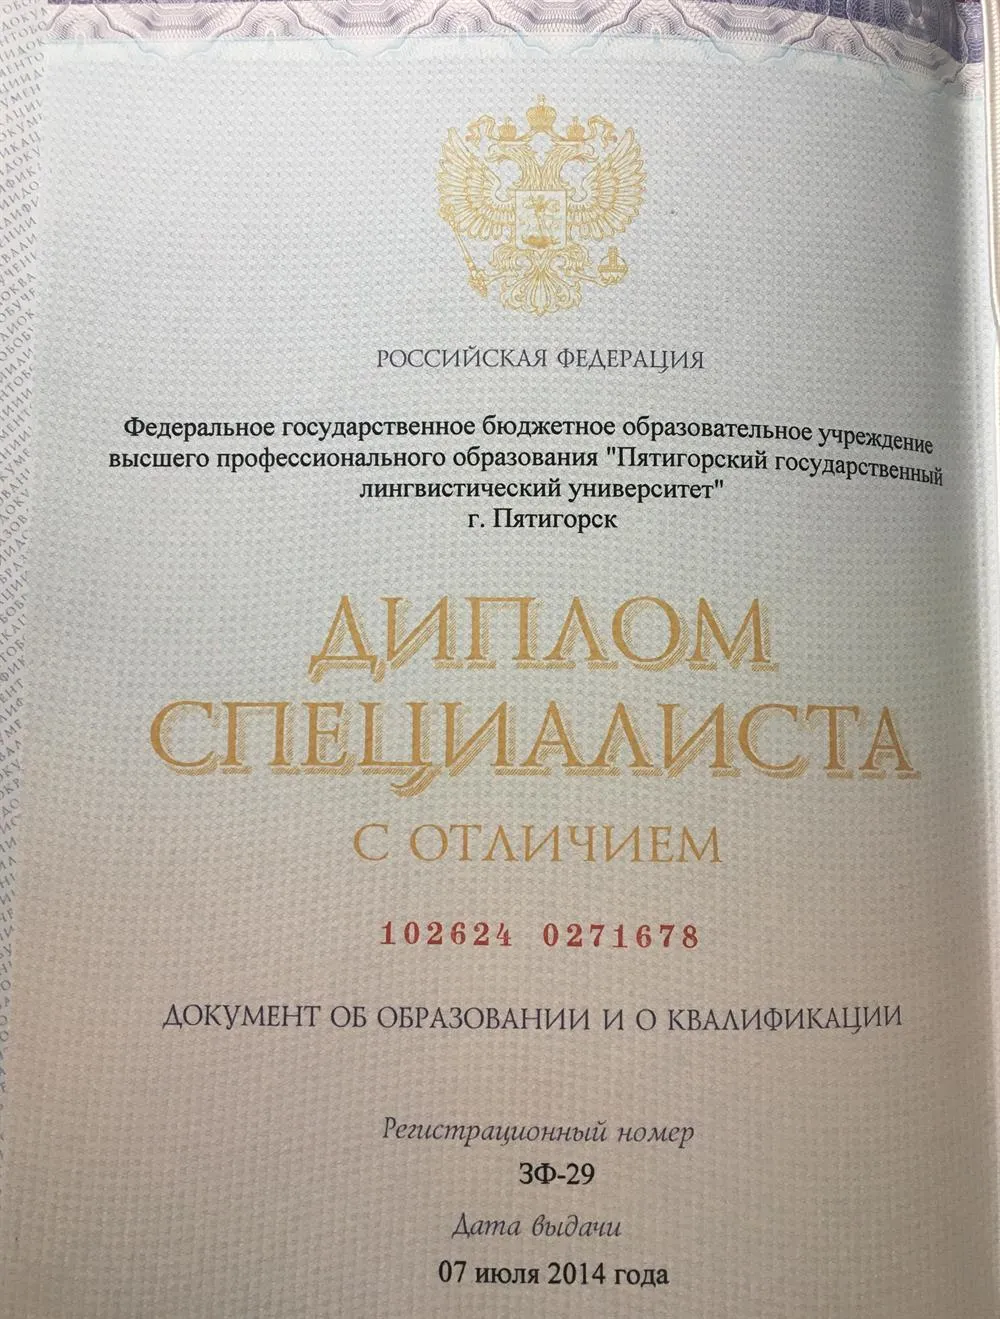 РОССИЙСКАЯ ФЕДЕРАЦИЯ
Федеральное государственное бюджетное образовательное учреждение
высшего профессионального образования "Пятигорский государственный
лингвистический университет"
г. Пятигорск
ДИПЛОМ
СПЕЦИАЛИСТА
С ОТЛИЧИЕМ
102624 0271678
ДОКУМЕНТ ОБ ОБРАЗОВАНИИ И О КВАЛИФИКАЦИИ
Регистрационный номер
ЗФ-29
Дата выдачи
07 июля 2014 года